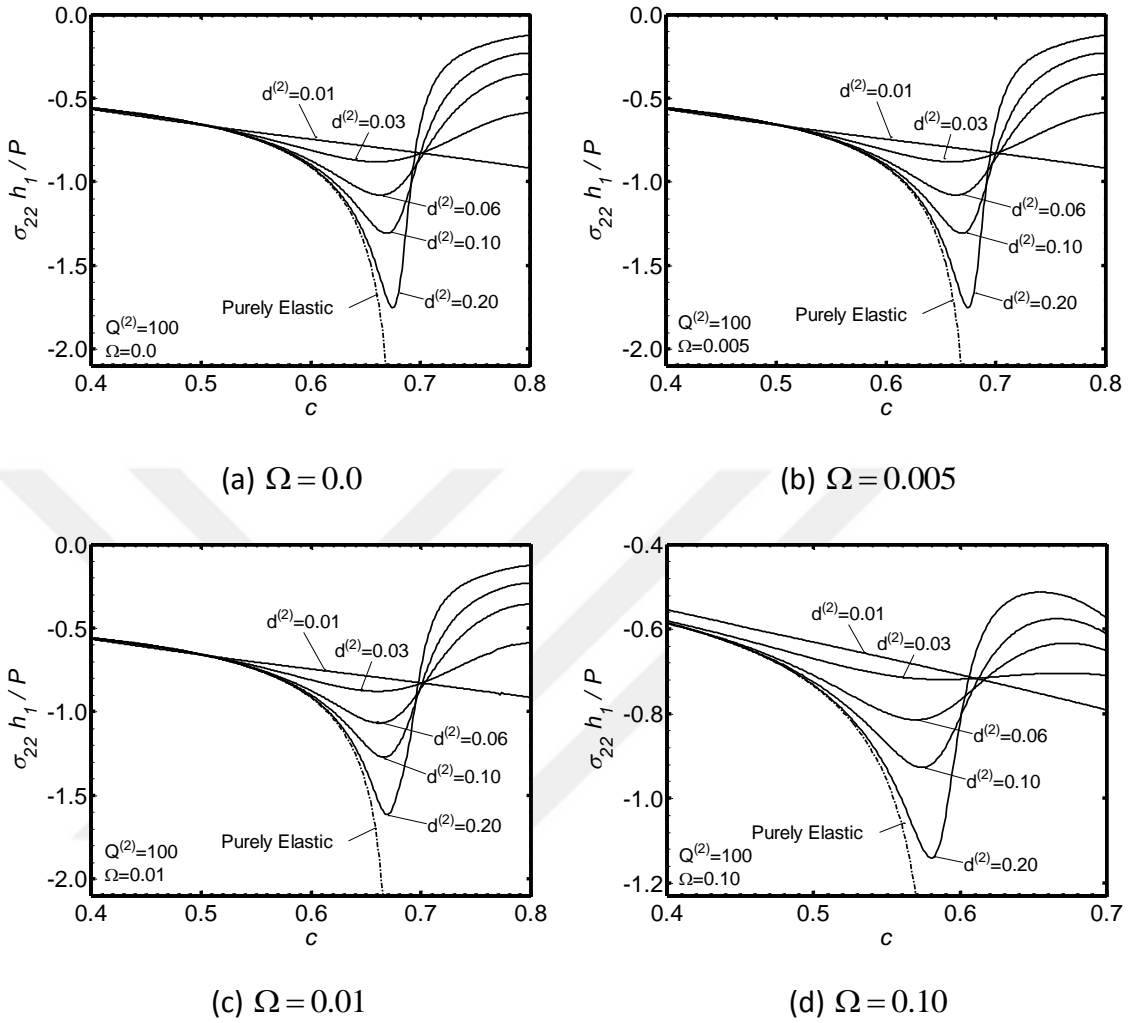 0.0
-0.5
-1.0
-1.5
-2.0
0.4 0.5 0.6 0.7 0.8
σ22 h1 / P
c
d(2)=0.01
d(2)=0.03
d(2)=0.06
d(2)=0.10
d(2)=0.20
Purely Elastic
Q(2)=100
Ω=0.0
(a) Ω = 0.0
0.0
-0.5
-1.0
-1.5
-2.0
0.4 0.5 0.6 0.7 0.8
σ22 h1 / P
c
d(2)=0.01
d(2)=0.03
d(2)=0.06
d(2)=0.10
d(2)=0.20
Purely Elastic
Q(2)=100
Ω=0.005
(b) Ω = 0.005
0.0
-0.5
-1.0
-1.5
-2.0
0.4 0.5 0.6 0.7 0.8
σ22 h1 / P
c
d(2)=0.01
d(2)=0.03
d(2)=0.06
d(2)=0.10
d(2)=0.20
Purely Elastic
Q(2)=100
Ω=0.01
(c) Ω = 0.01
-0.4
-0.6
-0.8
-1.0
-1.2
0.4 0.5 0.6 0.7
σ22 h1 / P
c
d(2)=0.01
d(2)=0.03
d(2)=0.06
d(2)=0.10
d(2)=0.20
Purely Elastic
Q(2)=100
Ω=0.10
(d) Ω = 0.10